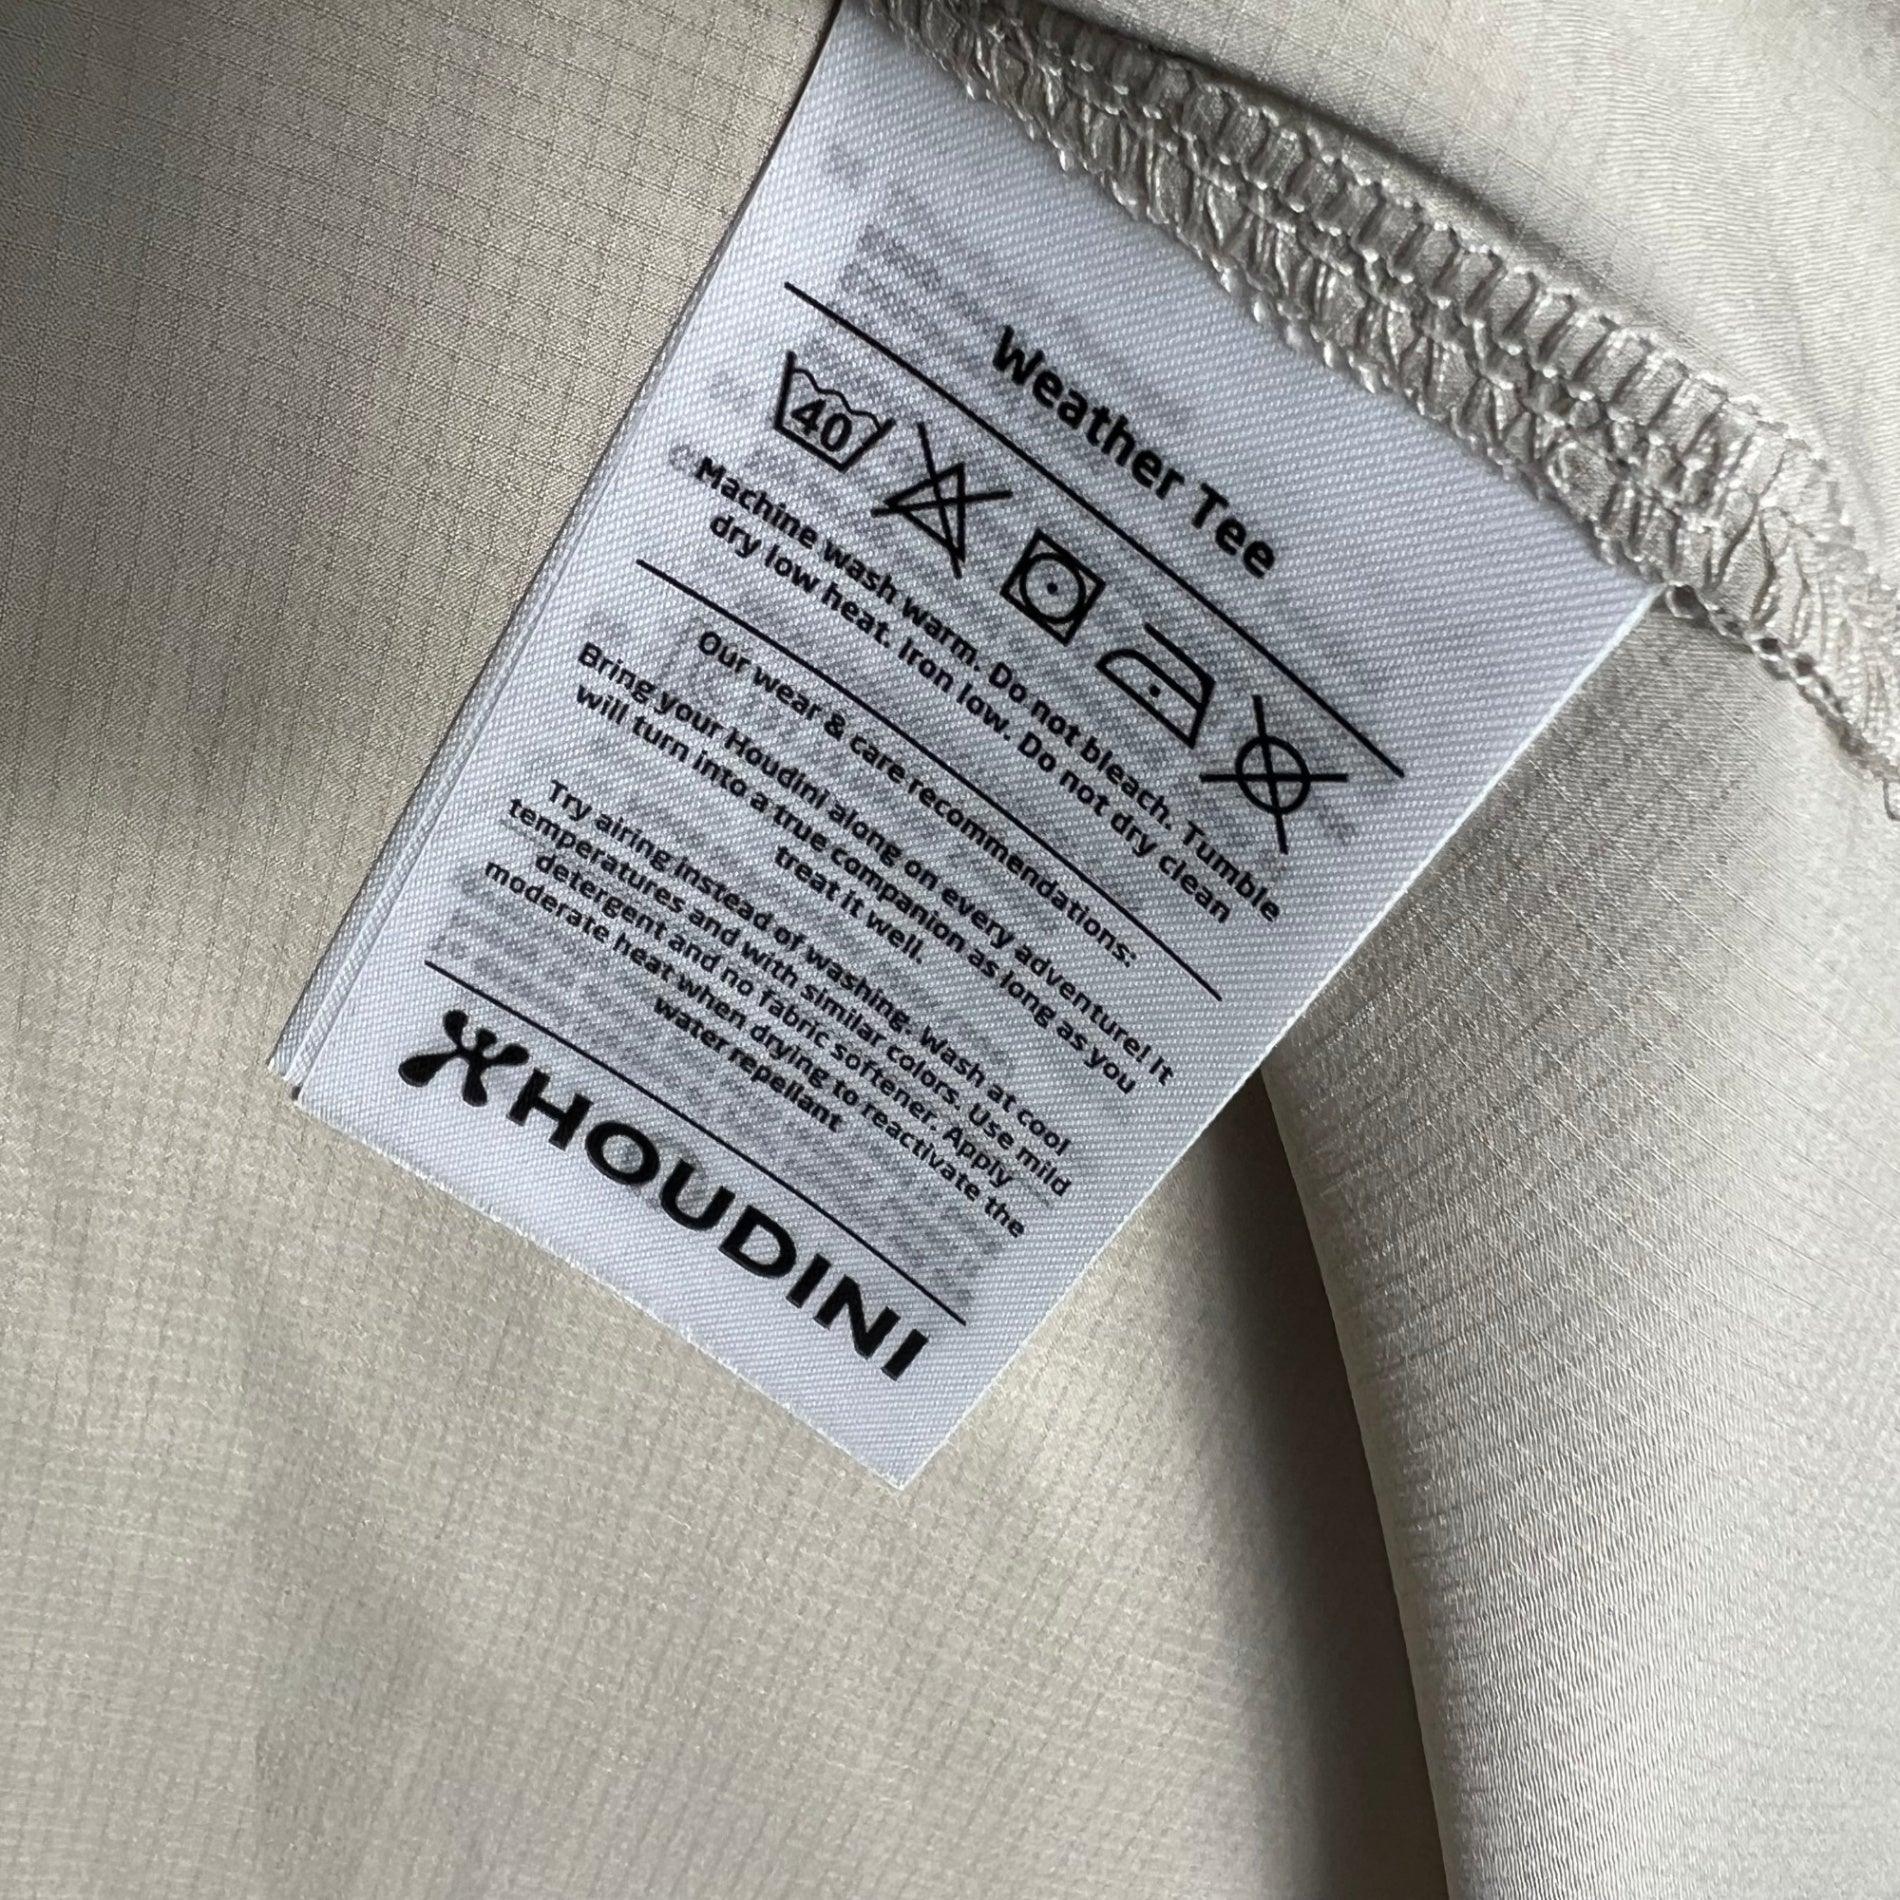 Weather Tee
40
Machine wash warm. Do not bleach. Tumble
dry low heat. Iron low. Do not dry clean
Our wear & care recommendations:
Bring your Houdini along on every adventure! It
will turn into a true companion as long as you
treat it well.
Try airing instead of washing. Wash at cool
temperatures and with similar colors. Use mild
detergent and no fabric softener. Apply
moderate heat when drying to reactivate the
water repellant
HOUDINI